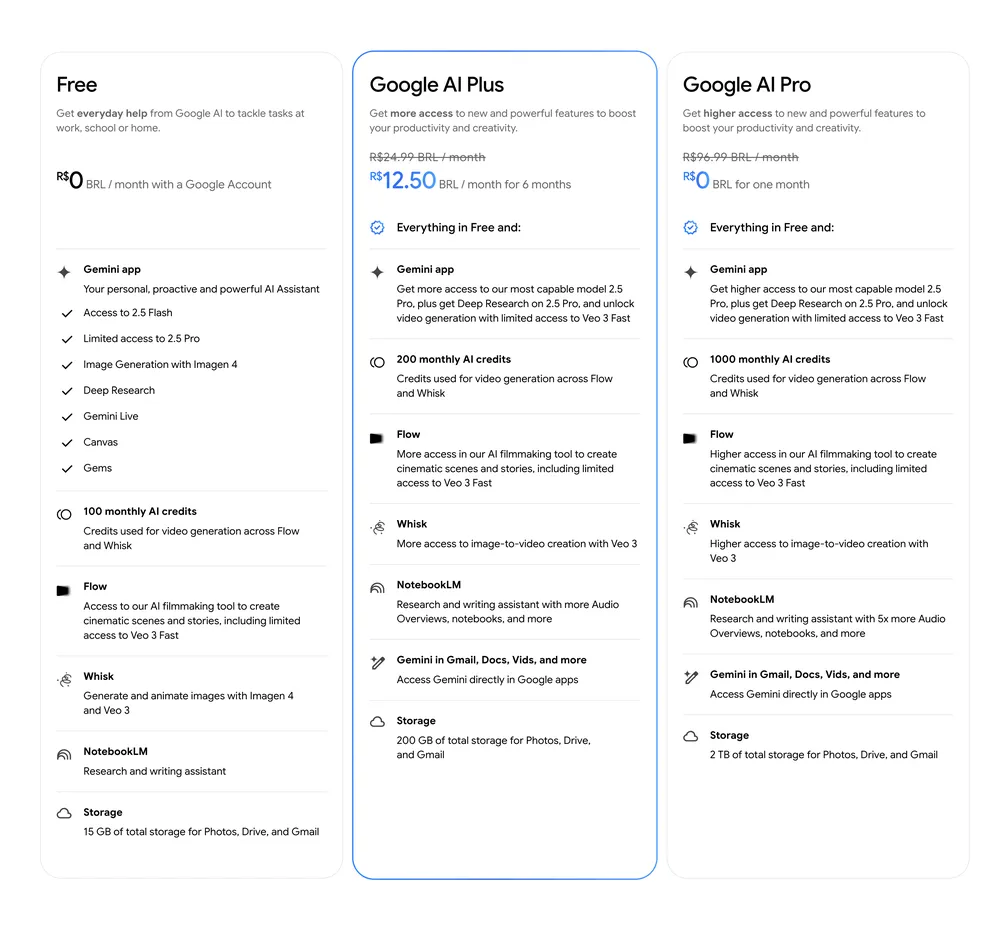 Free
Get everyday help from Google AI to tackle tasks at
work, school or home.
R$0 BRL / month with a Google Account
Gemini app
Your personal, proactive and powerful AI Assistant
Access to 2.5 Flash
Limited access to 2.5 Pro
Image Generation with Imagen 4
Deep Research
Gemini Live
Canvas
Gems
100 monthly AI credits
Credits used for video generation across Flow
and Whisk
Flow
Access to our AI filmmaking tool to create
cinematic scenes and stories, including limited
access to Veo 3 Fast
Whisk
Generate and animate images with Imagen 4
and Veo 3
NotebookLM
Research and writing assistant
Storage
15 GB of total storage for Photos, Drive, and Gmail
Google AI Plus
Get more access to new and powerful features to boost
your productivity and creativity.
R$24.99 BRL / month
R$12.50 BRL / month for 6 months
Everything in Free and:
Gemini app
Get more access to our most capable model 2.5
Pro, plus get Deep Research on 2.5 Pro, and unlock
video generation with limited access to Veo 3 Fast
200 monthly AI credits
Credits used for video generation across Flow
and Whisk
Flow
More access in our AI filmmaking tool to create
cinematic scenes and stories, including limited
access to Veo 3 Fast
Whisk
More access to image-to-video creation with Veo 3
NotebookLM
Research and writing assistant with more Audio
Overviews, notebooks, and more
Gemini in Gmail, Docs, Vids, and more
Access Gemini directly in Google apps
Storage
200 GB of total storage for Photos, Drive,
and Gmail
Google AI Pro
Get higher access to new and powerful features to
boost your productivity and creativity.
R$96.99 BRL / month
R$0 BRL for one month
Everything in Free and:
Gemini app
Get higher access to our most capable model 2.5
Pro, plus get Deep Research on 2.5 Pro, and unlock
video generation with limited access to Veo 3 Fast
1000 monthly AI credits
Credits used for video generation across Flow
and Whisk
Flow
Higher access in our AI filmmaking tool to create
cinematic scenes and stories, including limited
access to Veo 3 Fast
Whisk
Higher access to image-to-video creation with
Veo 3
NotebookLM
Research and writing assistant with 5x more Audio
Overviews, notebooks, and more
Gemini in Gmail, Docs, Vids, and more
Access Gemini directly in Google apps
Storage
2 TB of total storage for Photos, Drive, and Gmail